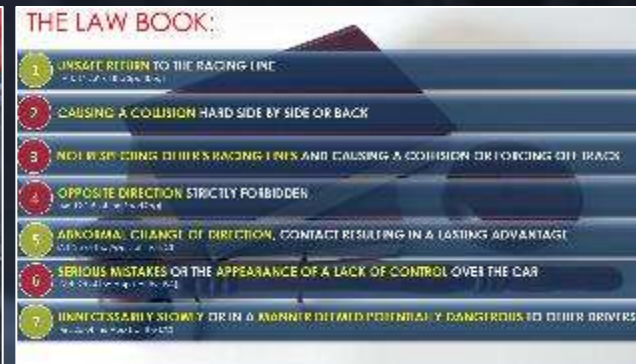 THE LAW BOOK:
1 UNSAFE RETURN TO THE RACING LINE
2 CAUSING A COLLISION HARD SIDE BY SIDE OR BACK
3 NOT RESPECTING OTHER'S RACING LINES AND CAUSING A COLLISION OR FORCING OFF TRACK
4 OPPOSITE DIRECTION STRICTLY FORBIDDEN
5 ABNORMAL CHANGE OF DIRECTION, CONTACT RESULTING IN A LASTING ADVANTAGE
6 SERIOUS MISTAKES OR THE APPEARANCE OF A LACK OF CONTROL OVER THE CAR
7 UNNECESSARILY SLOWLY OR IN A MANNER DEEMED POTENTIALLY DANGEROUS TO OTHER DRIVERS